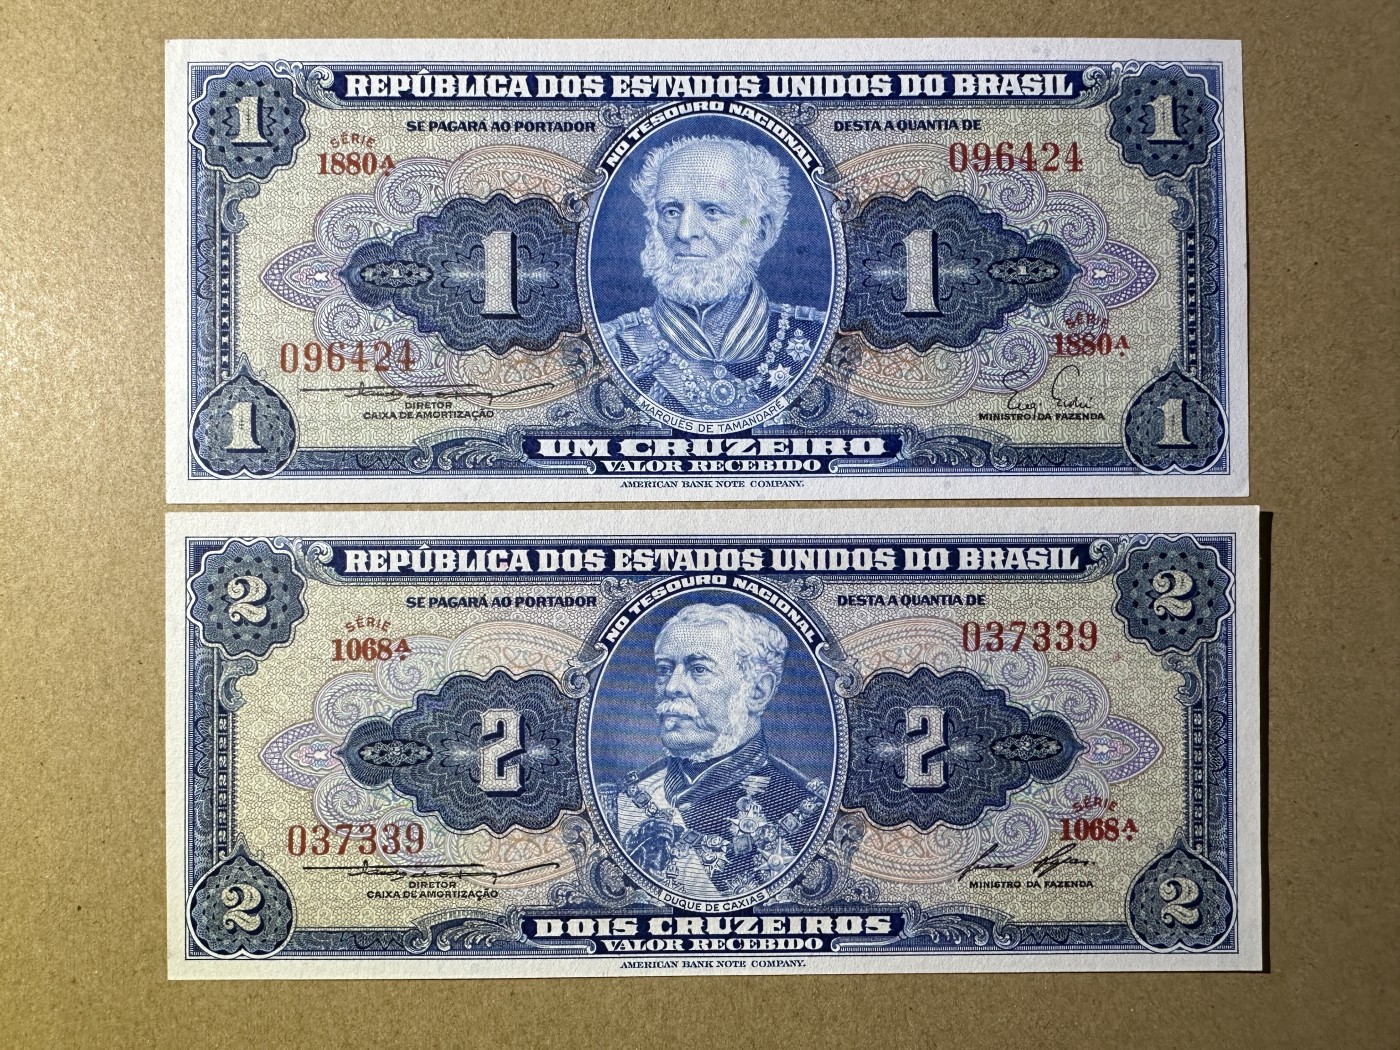 REPÚBLICA DOS ESTADOS UNIDOS DO BRASIL
1
1
SE PAGARÁ AO PORTADOR
NO TESOURO NACIONAL
DESTA A QUANTIA DE
SÉRIE
1880A
096424
1
1
1
1
096424
SÉRIE
1880A
DIRETOR
CAIXA DE AMORTIZAÇÃO
MARQUES DE TAMANDARÉ
MINISTRO DA FAZENDA
1
1
UM CRUZEIRO
VALOR RECEBIDO
AMERICAN BANK NOTE COMPANY.
REPÚBLICA DOS ESTADOS UNIDOS DO BRASIL
2
2
SE PAGARÁ AO PORTADOR
NO TESOURO NACIONAL
DESTA A QUANTIA DE
SÉRIE
1068A
037339
2
2
2
2
037339
SÉRIE
1068A
DIRETOR
CAIXA DE AMORTIZAÇÃO
DUQUE DE CAXIAS
MINISTRO DA FAZENDA
2
2
DOIS CRUZEIROS
VALOR RECEBIDO
AMERICAN BANK NOTE COMPANY.